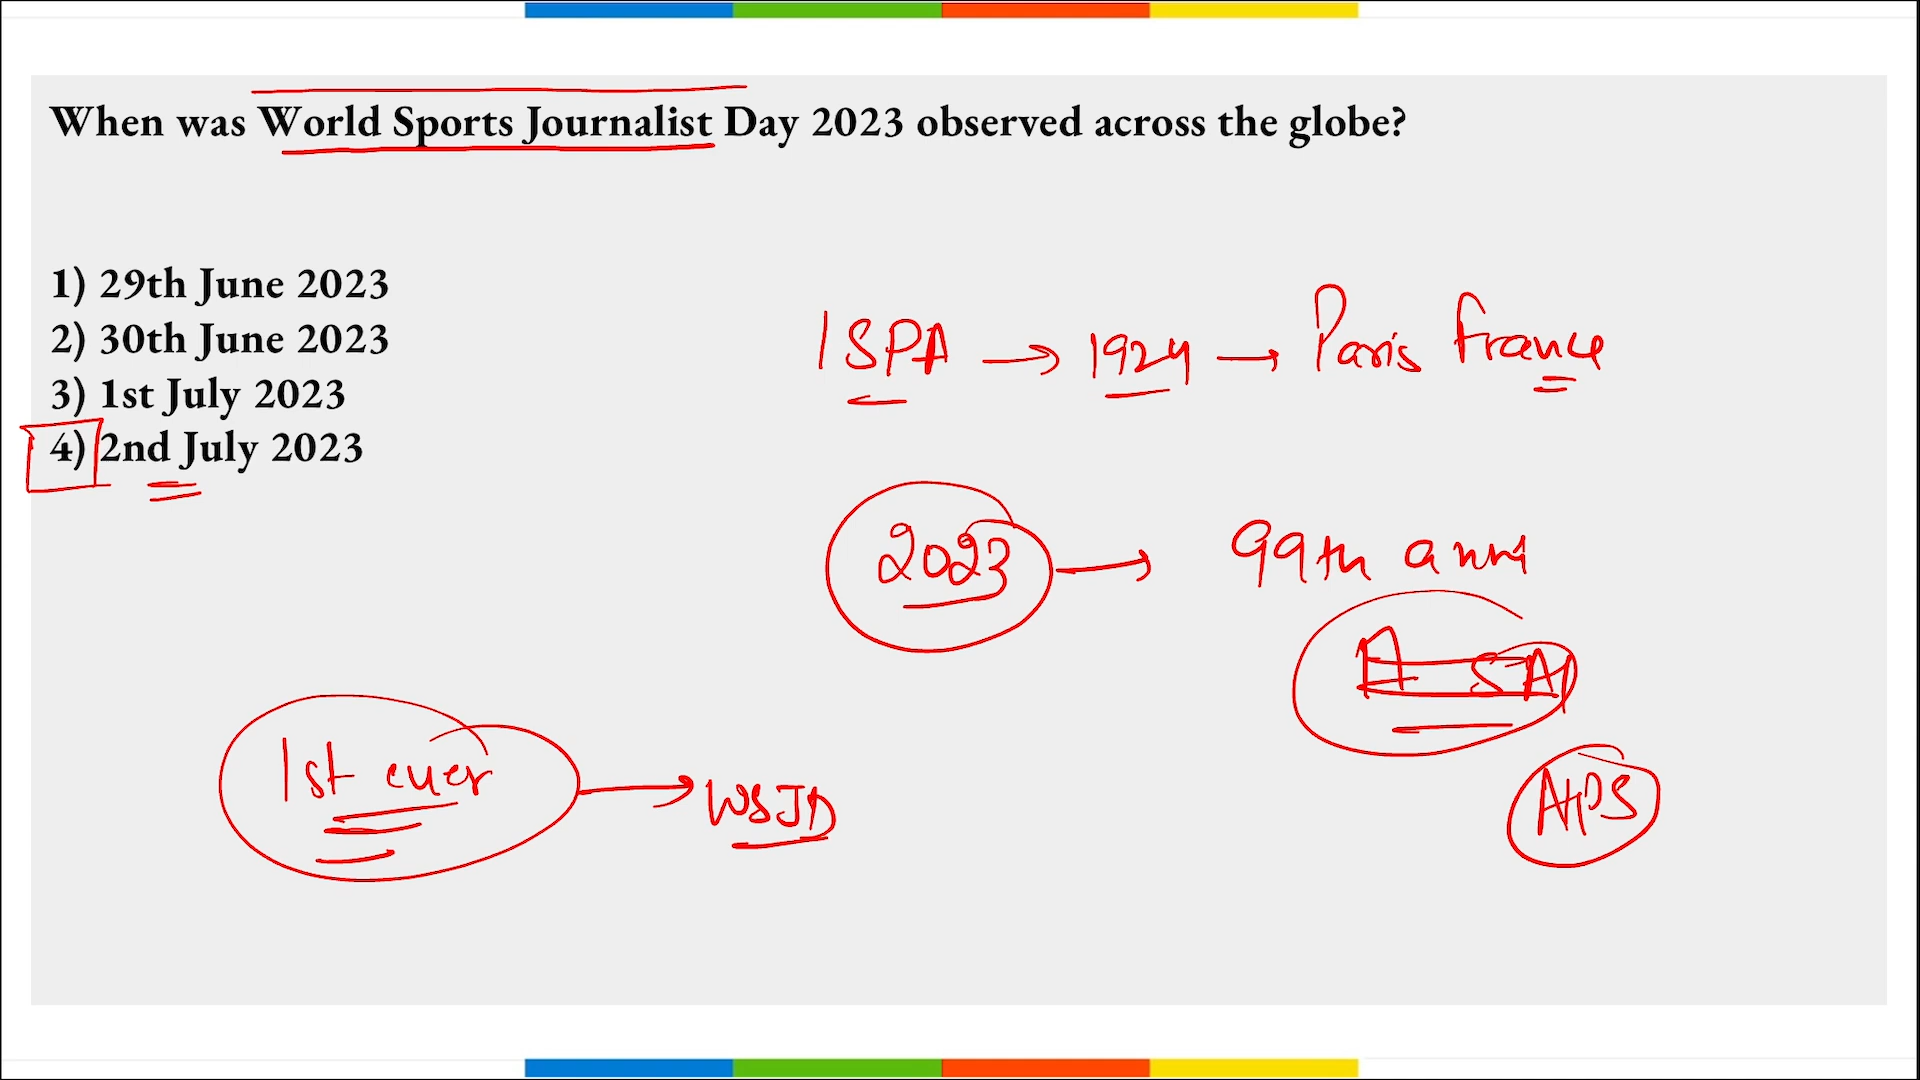 When was World Sports Journalist Day 2023 observed across the globe?
1) 29th June 2023
2) 30th June 2023
3) 1st July 2023
4) 2nd July 2023
ISPA → 1924 → Paris France
2023 → 99th anni
AIPS
1st ever → WSJD